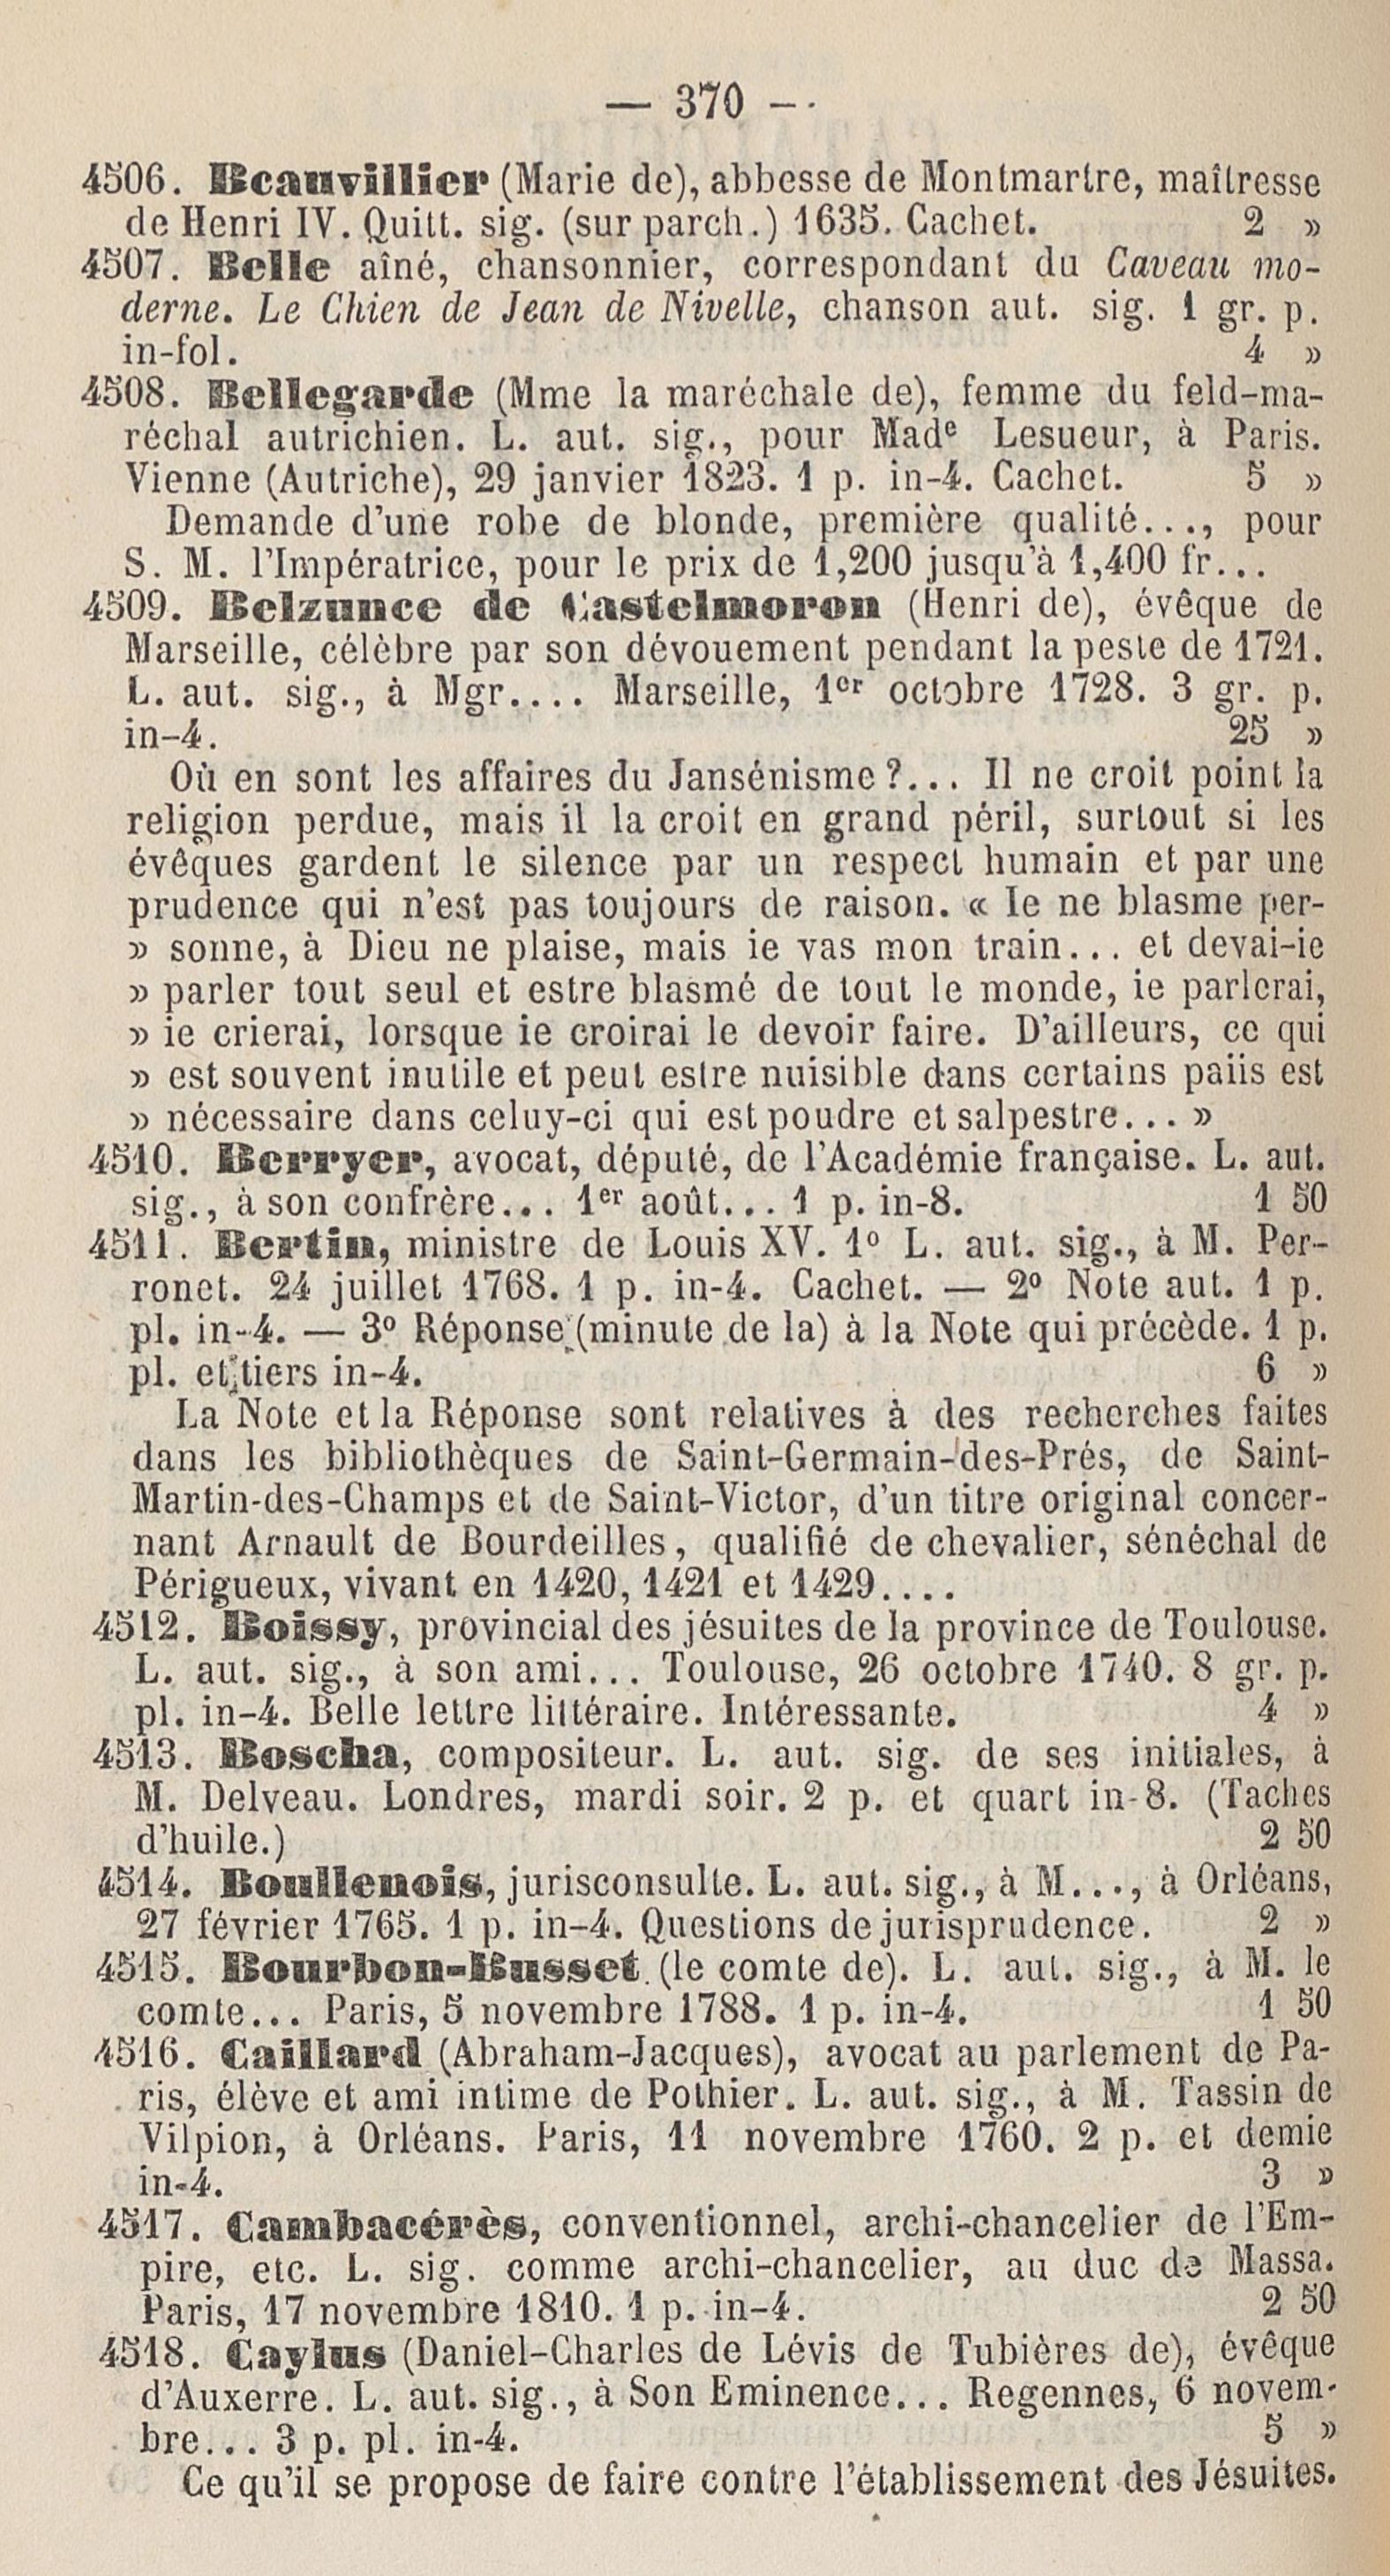 — 370 —
4506. Beauvillier (Marie de), abbesse de Montmartre, maîtresse
de Henri IV. Quitt. sig. (sur parch.) 1635. Cachet. 2 »
4507. Belle aîné, chansonnier, correspondant du Caveau mo-
derne. Le Chien de Jean de Nivelle, chanson aut. sig. 1 gr. p.
in-fol. 4 »
4508. Bellegarde (Mme la maréchale de), femme du feld-ma-
réchal autrichien. L. aut. sig., pour Made Lesueur, à Paris.
Vienne (Autriche), 29 janvier 1823. 1 p. in-4. Cachet. 5 »
Demande d'une robe de blonde, première qualité..., pour
S. M. l'Impératrice, pour le prix de 1,200 jusqu'à 1,400 fr...
4509. Belzunce de Castelmoron (Henri de), évêque de
Marseille, célèbre par son dévouement pendant la peste de 1721.
L. aut. sig., à Mgr.... Marseille, 1er octobre 1728. 3 gr. p.
in-4. 25 »
Où en sont les affaires du Jansénisme ?... Il ne croit point la
religion perdue, mais il la croit en grand péril, surtout si les
évêques gardent le silence par un respect humain et par une
prudence qui n'est pas toujours de raison. « Ie ne blasme per-
» sonne, à Dieu ne plaise, mais ie vas mon train... et devai-ie
» parler tout seul et estre blasmé de tout le monde, ie parlerai,
» ie crierai, lorsque ie croirai le devoir faire. D'ailleurs, ce qui
» est souvent inutile et peut estre nuisible dans certains paiis est
» nécessaire dans celuy-ci qui est poudre et salpestre... »
4510. Berryer, avocat, député, de l'Académie française. L. aut.
sig., à son confrère... 1er août... 1 p. in-8. 1 50
4511. Bertin, ministre de Louis XV. 1º L. aut. sig., à M. Per-
ronet. 24 juillet 1768. 1 p. in-4. Cachet. — 2º Note aut. 1 p.
pl. in-4. — 3º Réponse (minute de la) à la Note qui précède. 1 p.
pl. et tiers in-4. 6 »
La Note et la Réponse sont relatives à des recherches faites
dans les bibliothèques de Saint-Germain-des-Prés, de Saint-
Martin-des-Champs et de Saint-Victor, d'un titre original concer-
nant Arnault de Bourdeilles, qualifié de chevalier, sénéchal de
Périgueux, vivant en 1420, 1421 et 1429....
4512. Boissy, provincial des jésuites de la province de Toulouse.
L. aut. sig., à son ami... Toulouse, 26 octobre 1740. 8 gr. p.
pl. in-4. Belle lettre littéraire. Intéressante. 4 »
4513. Boscha, compositeur. L. aut. sig. de ses initiales, à
M. Delveau. Londres, mardi soir. 2 p. et quart in-8. (Taches
d'huile.) 2 50
4514. Boullenois, jurisconsulte. L. aut. sig., à M..., à Orléans,
27 février 1765. 1 p. in-4. Questions de jurisprudence. 2 »
4515. Bourbon-Busset (le comte de). L. aut. sig., à M. le
comte... Paris, 5 novembre 1788. 1 p. in-4. 1 50
4516. Caillard (Abraham-Jacques), avocat au parlement de Pa-
ris, élève et ami intime de Pothier. L. aut. sig., à M. Tassin de
Vilpion, à Orléans. Paris, 11 novembre 1760. 2 p. et demie
in-4. 3 »
4517. Cambacérès, conventionnel, archi-chancelier de l'Em-
pire, etc. L. sig. comme archi-chancelier, au duc de Massa.
Paris, 17 novembre 1810. 1 p. in-4. 2 50
4518. Caylus (Daniel-Charles de Lévis de Tubières de), évêque
d'Auxerre. L. aut. sig., à Son Eminence... Regennes, 6 novem-
bre... 3 p. pl. in-4. 5 »
Ce qu'il se propose de faire contre l'établissement des Jésuites.